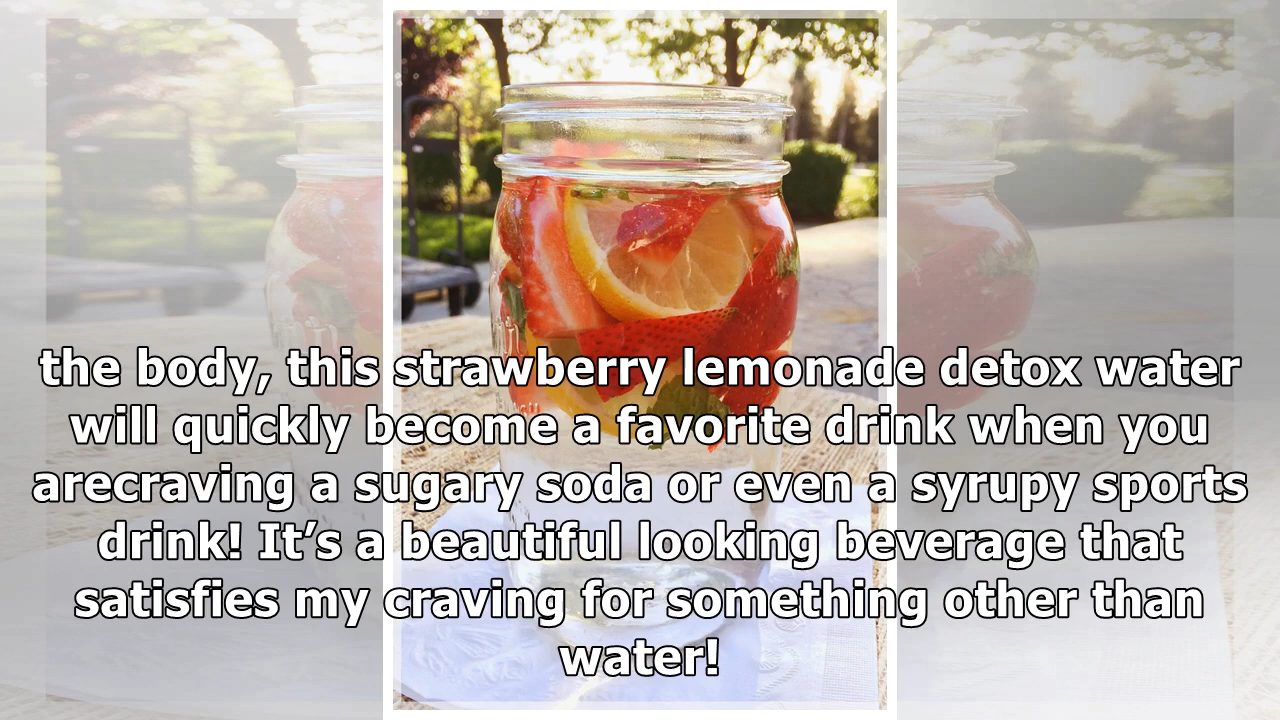 the body, this strawberry lemonade detox water
will quickly become a favorite drink when you
arecraving a sugary soda or even a syrupy sports
drink! It’s a beautiful looking beverage that
satisfies my craving for something other than
water!